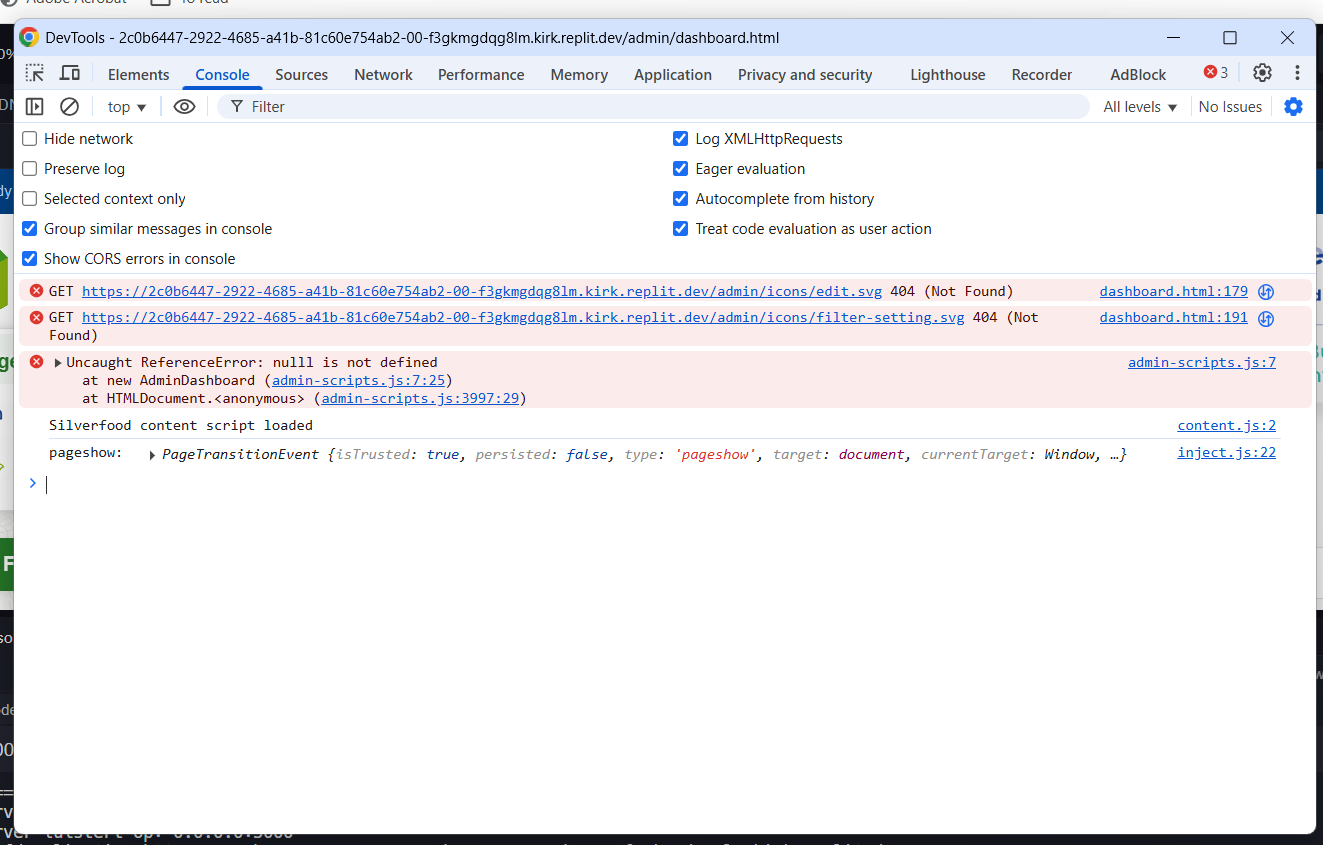 Adobe Acrobat To read
DevTools - 2c0b6447-2922-4685-a41b-81c60e754ab2-00-f3gkmgdqg8lm.kirk.replit.dev/admin/dashboard.html
Elements Console Sources Network Performance Memory Application Privacy and security Lighthouse Recorder AdBlock 3
top Filter All levels No Issues
Hide network Log XMLHttpRequests
Preserve log Eager evaluation
Selected context only Autocomplete from history
Group similar messages in console Treat code evaluation as user action
Show CORS errors in console
GET https://2c0b6447-2922-4685-a41b-81c60e754ab2-00-f3gkmgdqg8lm.kirk.replit.dev/admin/icons/edit.svg 404 (Not Found) dashboard.html:179
GET https://2c0b6447-2922-4685-a41b-81c60e754ab2-00-f3gkmgdqg8lm.kirk.replit.dev/admin/icons/filter-setting.svg 404 (Not dashboard.html:191
Found)
Uncaught ReferenceError: nulll is not defined admin-scripts.js:7
at new AdminDashboard (admin-scripts.js:7:25)
at HTMLDocument.<anonymous> (admin-scripts.js:3997:29)
Silverfood content script loaded content.js:2
pageshow: PageTransitionEvent {isTrusted: true, persisted: false, type: 'pageshow', target: document, currentTarget: Window, …} inject.js:22